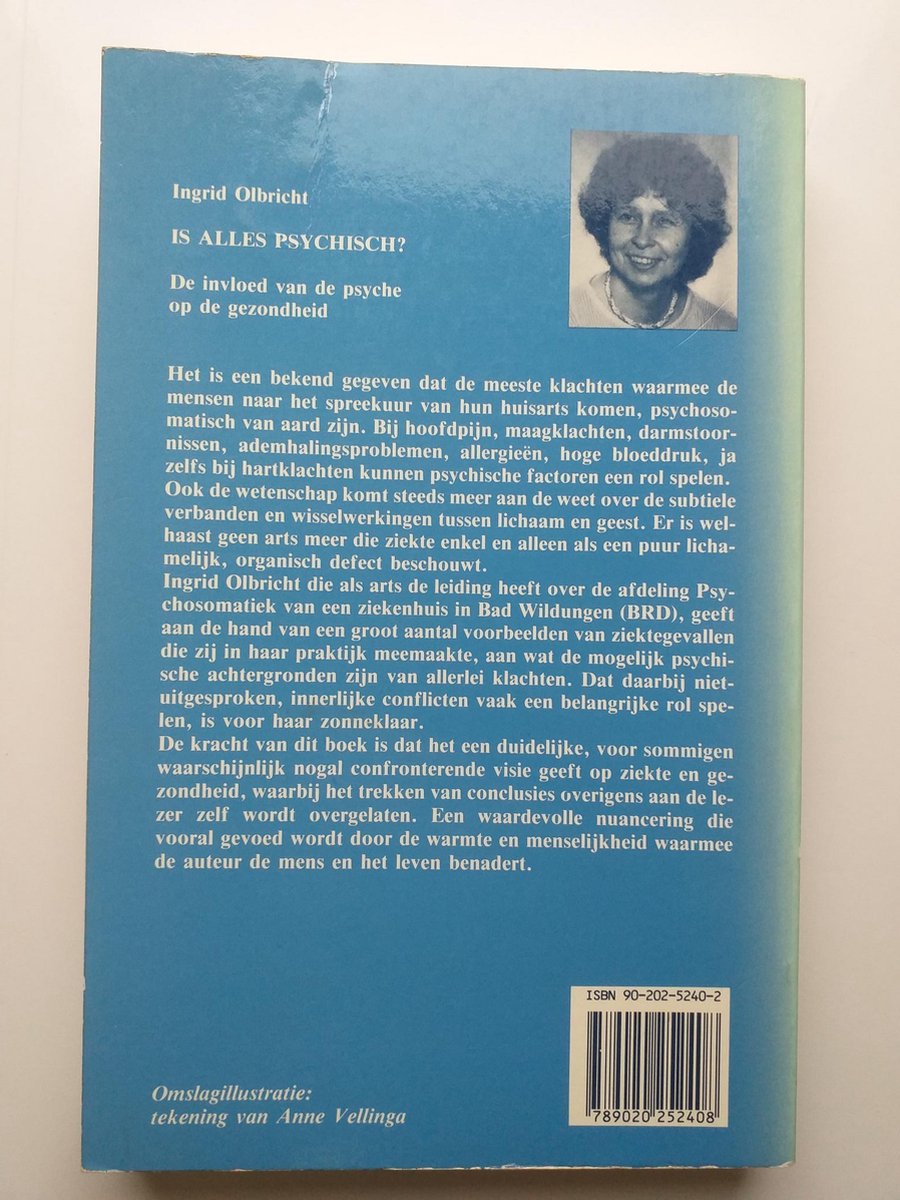 Ingrid Olbricht
IS ALLES PSYCHISCH?
De invloed van de psyche
op de gezondheid
Het is een bekend gegeven dat de meeste klachten waarmee de
mensen naar het spreekuur van hun huisarts komen, psychoso-
matisch van aard zijn. Bij hoofdpijn, maagklachten, darmstoor-
nissen, ademhalingsproblemen, allergieën, hoge bloeddruk, ja
zelfs bij hartklachten kunnen psychische factoren een rol spelen.
Ook de wetenschap komt steeds meer aan de weet over de subtiele
verbanden en wisselwerkingen tussen lichaam en geest. Er is wel-
haast geen arts meer die ziekte enkel en alleen als een puur licha-
melijk, organisch defect beschouwt.
Ingrid Olbricht die als arts de leiding heeft over de afdeling Psy-
chosomatiek van een ziekenhuis in Bad Wildungen (BRD), geeft
aan de hand van een groot aantal voorbeelden van ziektegevallen
die zij in haar praktijk meemaakte, aan wat de mogelijk psychi-
sche achtergronden zijn van allerlei klachten. Dat daarbij niet-
uitgesproken, innerlijke conflicten vaak een belangrijke rol spe-
len, is voor haar zonneklaar.
De kracht van dit boek is dat het een duidelijke, voor sommigen
waarschijnlijk nogal confronterende visie geeft op ziekte en ge-
zondheid, waarbij het trekken van conclusies overigens aan de le-
zer zelf wordt overgelaten. Een waardevolle nuancering die
vooral gevoed wordt door de warmte en menselijkheid waarmee
de auteur de mens en het leven benadert.
ISBN 90-202-5240-2
789020 252408
Omslagillustratie:
tekening van Anne Vellinga